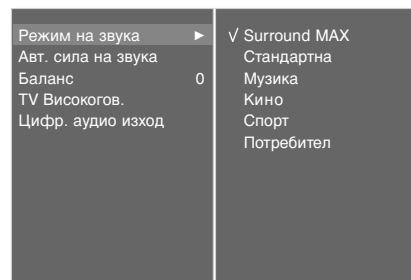 Режим на звука ►
Авт. сила на звука
Баланс 0
TV Високогов.
Цифр. аудио изход
√ Surround MAX
Стандартна
Музика
Кино
Спорт
Потребител